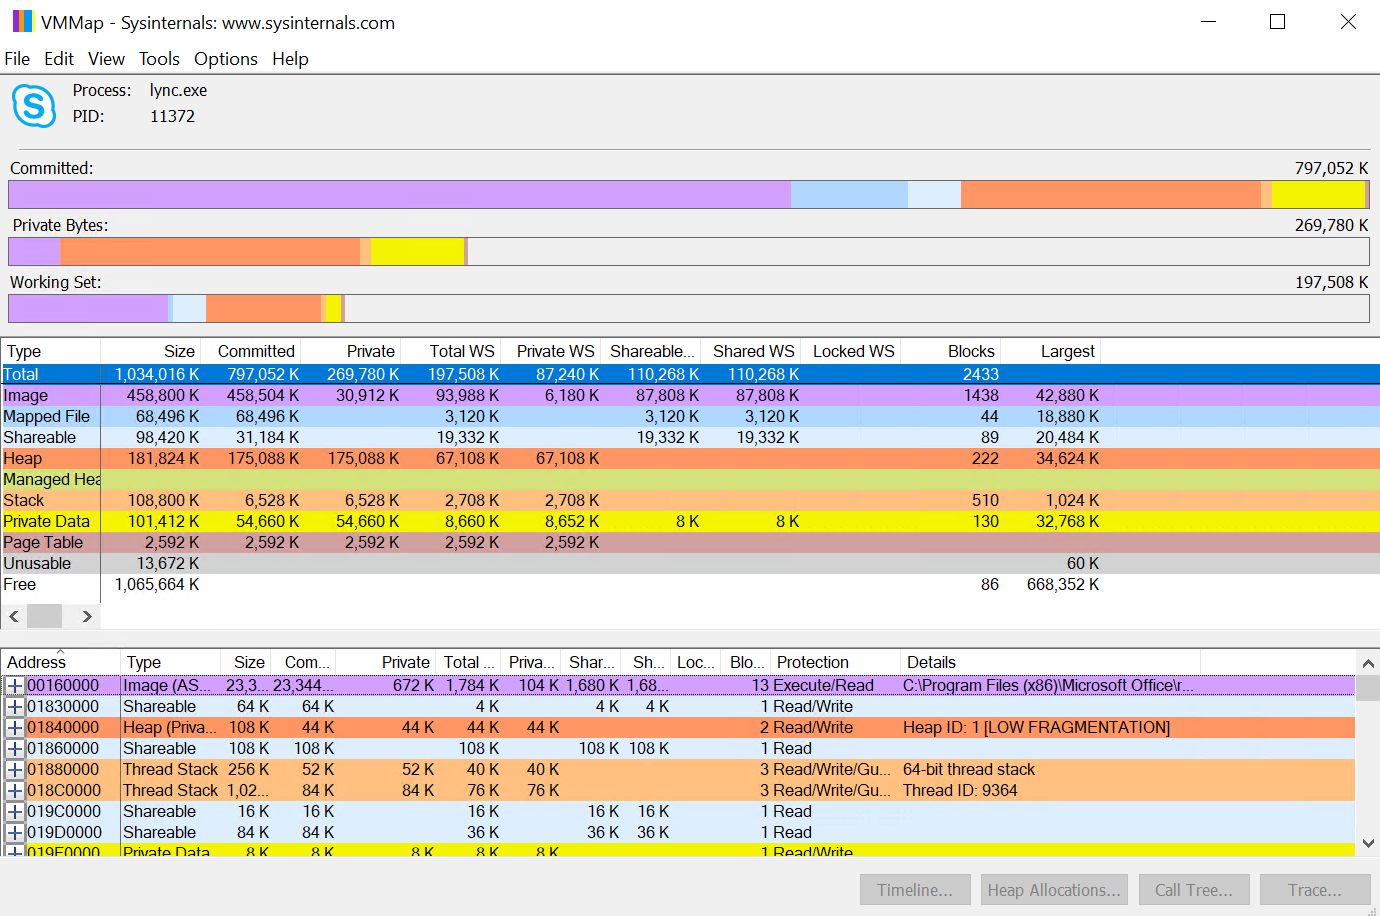 VMMap - Sysinternals: www.sysinternals.com
File Edit View Tools Options Help
Process: lync.exe
PID: 11372
Committed: 797,052 K
Private Bytes: 269,780 K
Working Set: 197,508 K
Type Size Committed Private Total WS Private WS Shareable... Shared WS Locked WS Blocks Largest
Total 1,034,016 K 797,052 K 269,780 K 197,508 K 87,240 K 110,268 K 110,268 K 2433
Image 458,800 K 458,504 K 30,912 K 93,988 K 6,180 K 87,808 K 87,808 K 1438 42,880 K
Mapped File 68,496 K 68,496 K 3,120 K 3,120 K 3,120 K 44 18,880 K
Shareable 98,420 K 31,184 K 19,332 K 19,332 K 19,332 K 89 20,484 K
Heap 181,824 K 175,088 K 175,088 K 67,108 K 67,108 K 222 34,624 K
Managed Hea
Stack 108,800 K 6,528 K 6,528 K 2,708 K 2,708 K 510 1,024 K
Private Data 101,412 K 54,660 K 54,660 K 8,660 K 8,652 K 8 K 8 K 130 32,768 K
Page Table 2,592 K 2,592 K 2,592 K 2,592 K 2,592 K
Unusable 13,672 K 60 K
Free 1,065,664 K 86 668,352 K
Address Type Size Com... Private Total ... Priva... Shar... Sh... Loc... Blo... Protection Details
00160000 Image (AS... 23,3... 23,344... 672 K 1,784 K 104 K 1,680 K 1,68... 13 Execute/Read C:\Program Files (x86)\Microsoft Office\r...
01830000 Shareable 64 K 64 K 4 K 4 K 4 K 1 Read/Write
01840000 Heap (Priva... 108 K 44 K 44 K 44 K 44 K 2 Read/Write Heap ID: 1 [LOW FRAGMENTATION]
01860000 Shareable 108 K 108 K 108 K 108 K 108 K 1 Read
01880000 Thread Stack 256 K 52 K 52 K 40 K 40 K 3 Read/Write/Gu... 64-bit thread stack
018C0000 Thread Stack 1,02... 84 K 84 K 76 K 76 K 3 Read/Write/Gu... Thread ID: 9364
019C0000 Shareable 16 K 16 K 16 K 16 K 16 K 1 Read
019D0000 Shareable 84 K 84 K 36 K 36 K 36 K 1 Read
Private Data 8 K 8 K 8 K 8 K 8 K 1 Read/Write
Timeline... Heap Allocations... Call Tree... Trace...